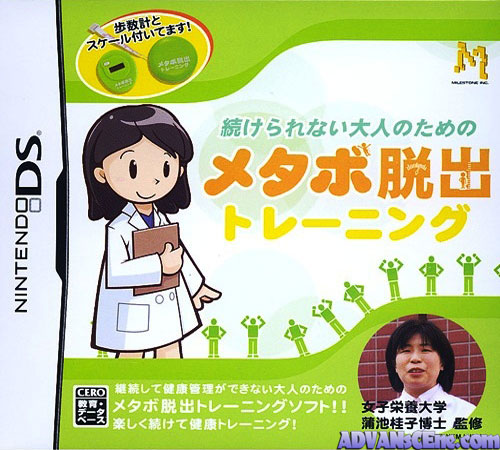 歩数計と
スケール付いてます!
メタボ脱出
トレーニング
M
MILESTONE INC.
NINTENDO DS
TM
続けられない大人のための
メタボ脱出
トレーニング
CERO
教育・
データ
ベース
継続して健康管理ができない大人のための
メタボ脱出トレーニングソフト!!
楽しく続けて健康トレーニング!
女子栄養大学
蒲池桂子博士 監修
ADVANsCEne.com